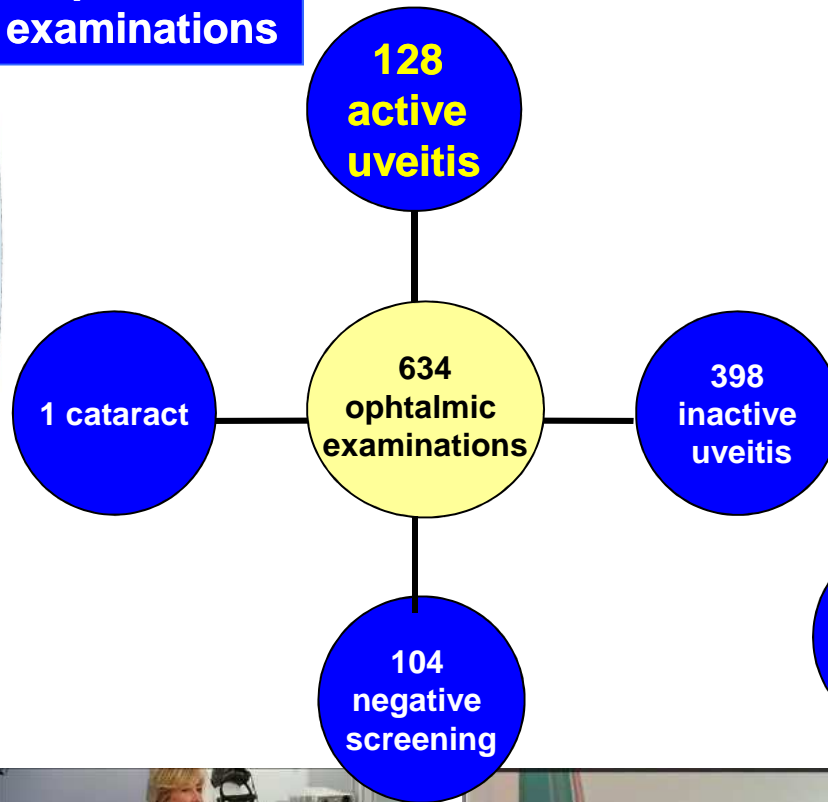 examinations
128
active
uveitis
1 cataract
634
ophtalmic
examinations
398
inactive
uveitis
104
negative
screening